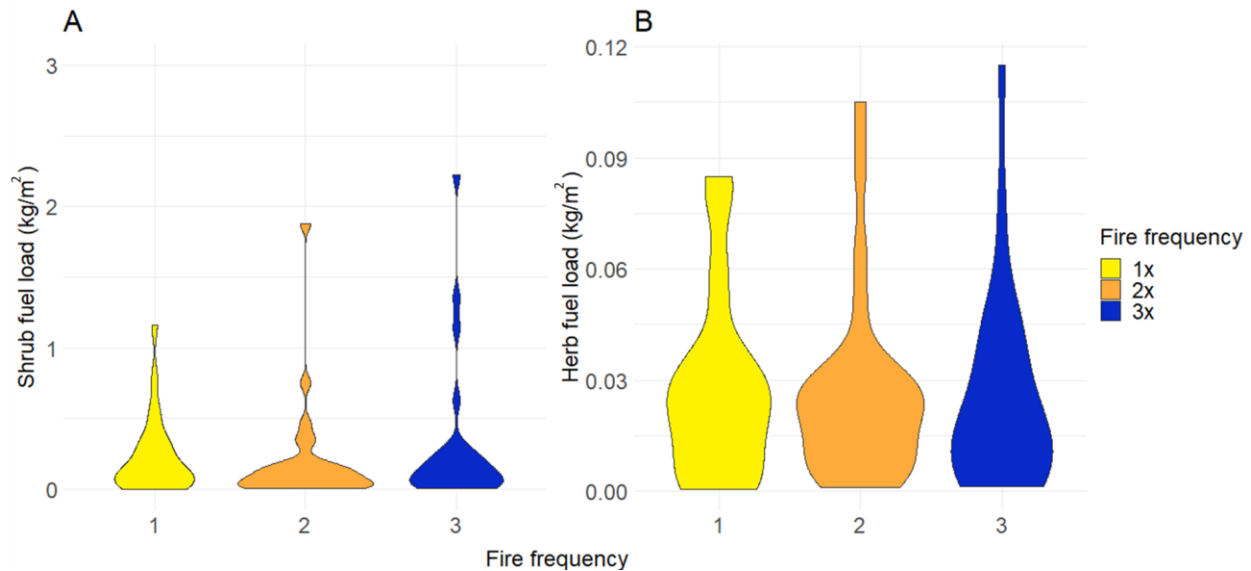 A
B
Shrub fuel load (kg/m²)
3
2
1
0
1 2 3
Herb fuel load (kg/m²)
0.12
0.09
0.06
0.03
0.00
1 2 3
Fire frequency
Fire frequency
1x
2x
3x